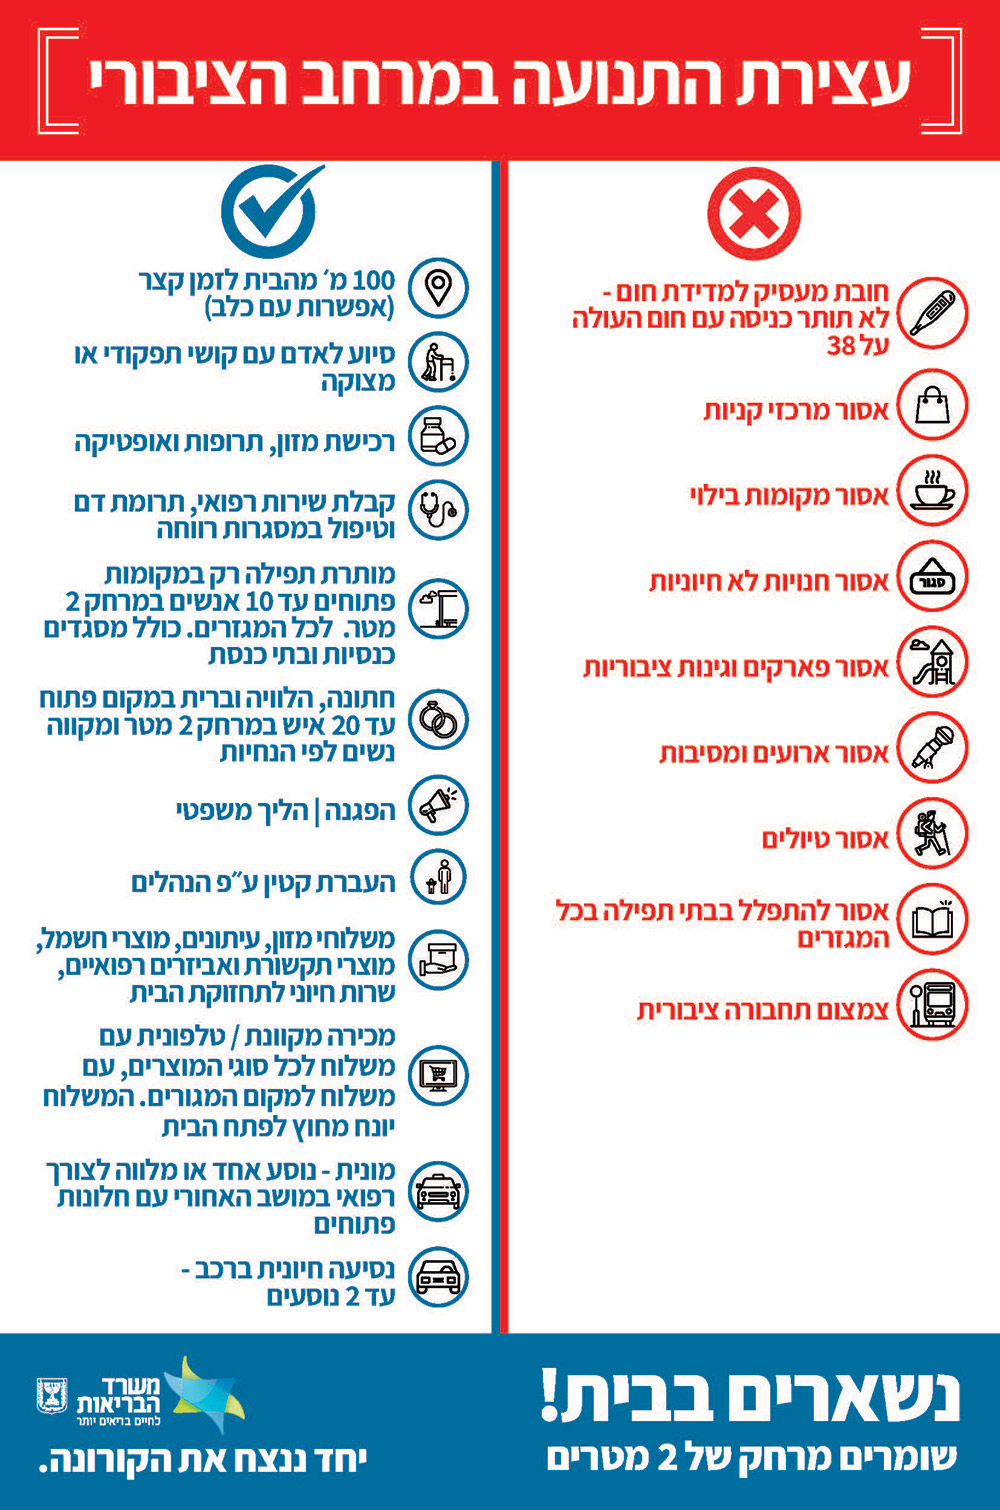 עצירת התנועה במרחב הציבורי
חובת מעסיק למדידת חום -
לא תותר כניסה עם חום העולה
על 38
אסור מרכזי קניות
אסור מקומות בילוי
סגור
אסור חנויות לא חיוניות
אסור פארקים וגינות ציבוריות
אסור ארועים ומסיבות
אסור טיולים
אסור להתפלל בבתי תפילה בכל
המגזרים
צמצום תחבורה ציבורית
100 מ׳ מהבית לזמן קצר
(אפשרות עם כלב)
סיוע לאדם עם קושי תפקודי או
מצוקה
רכישת מזון, תרופות ואופטיקה
קבלת שירות רפואי, תרומת דם
וטיפול במסגרות רווחה
מותרת תפילה רק במקומות
פתוחים עד 10 אנשים במרחק 2
מטר. לכל המגזרים. כולל מסגדים
כנסיות ובתי כנסת
חתונה, הלוויה וברית במקום פתוח
עד 20 איש במרחק 2 מטר ומקווה
נשים לפי הנחיות
הפגנה | הליך משפטי
העברת קטין ע״פ הנהלים
משלוחי מזון, עיתונים, מוצרי חשמל,
מוצרי תקשורת ואביזרים רפואיים,
שרות חיוני לתחזוקת הבית
מכירה מקוונת / טלפונית עם
משלוח לכל סוגי המוצרים, עם
משלוח למקום המגורים. המשלוח
יונח מחוץ לפתח הבית
מונית - נוסע אחד או מלווה לצורך
רפואי במושב האחורי עם חלונות
פתוחים
נסיעה חיונית ברכב -
עד 2 נוסעים
נשארים בבית!
שומרים מרחק של 2 מטרים
משרד
הבריאות
לחיים בריאים יותר
יחד ננצח את הקורונה.